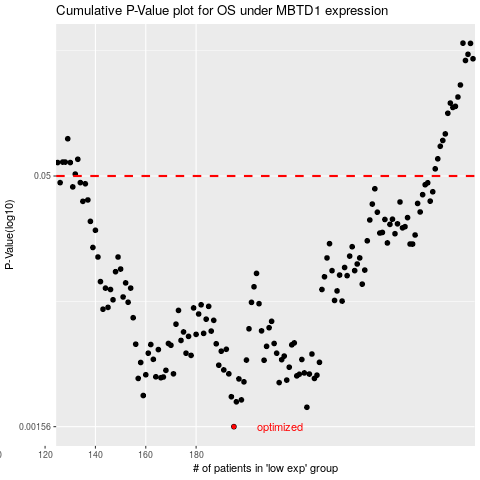 Cumulative P-Value plot for OS under MBTD1 expression
P-Value(log10)
0.05
0.00156
optimized
0 120 140 160 180
# of patients in 'low exp' group